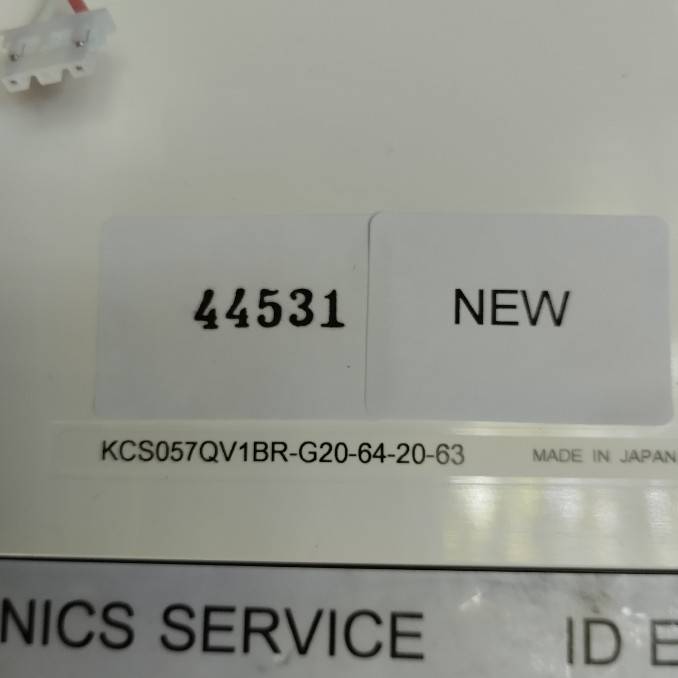 44531 NEW
KCS057QV1BR-G20-64-20-63 MADE IN JAPAN
NICS SERVICE ID E